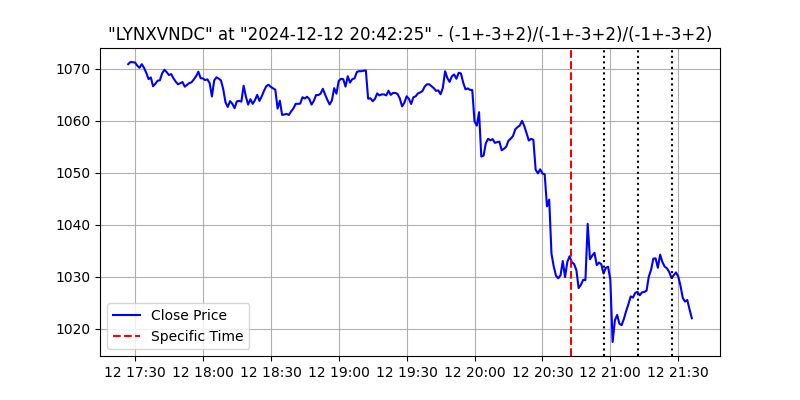 "LYNXVNDC" at "2024-12-12 20:42:25" - (-1+-3+2)/(-1+-3+2)/(-1+-3+2)
1070
1060
1050
1040
1030
1020
Close Price
Specific Time
12 17:30 12 18:00 12 18:30 12 19:00 12 19:30 12 20:00 12 20:30 12 21:00 12 21:30